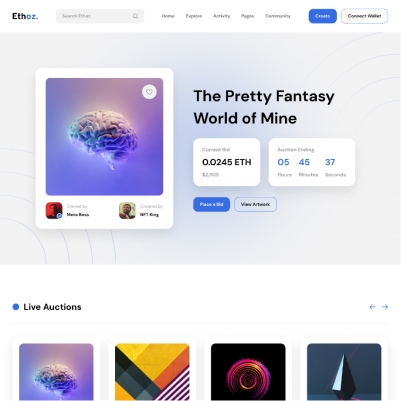 Ethoz.
Search Ethoz
Home
Explore
Activity
Pages
Community
Create
Connect Wallet
The Pretty Fantasy
World of Mine
Current Bid
0.0245 ETH
$2,505
Auction Ending
05 45 37
Hours Minutes Seconds
Owned by
Meta Boss
Created by
NFT King
Place a Bid
View Artwork
Live Auctions